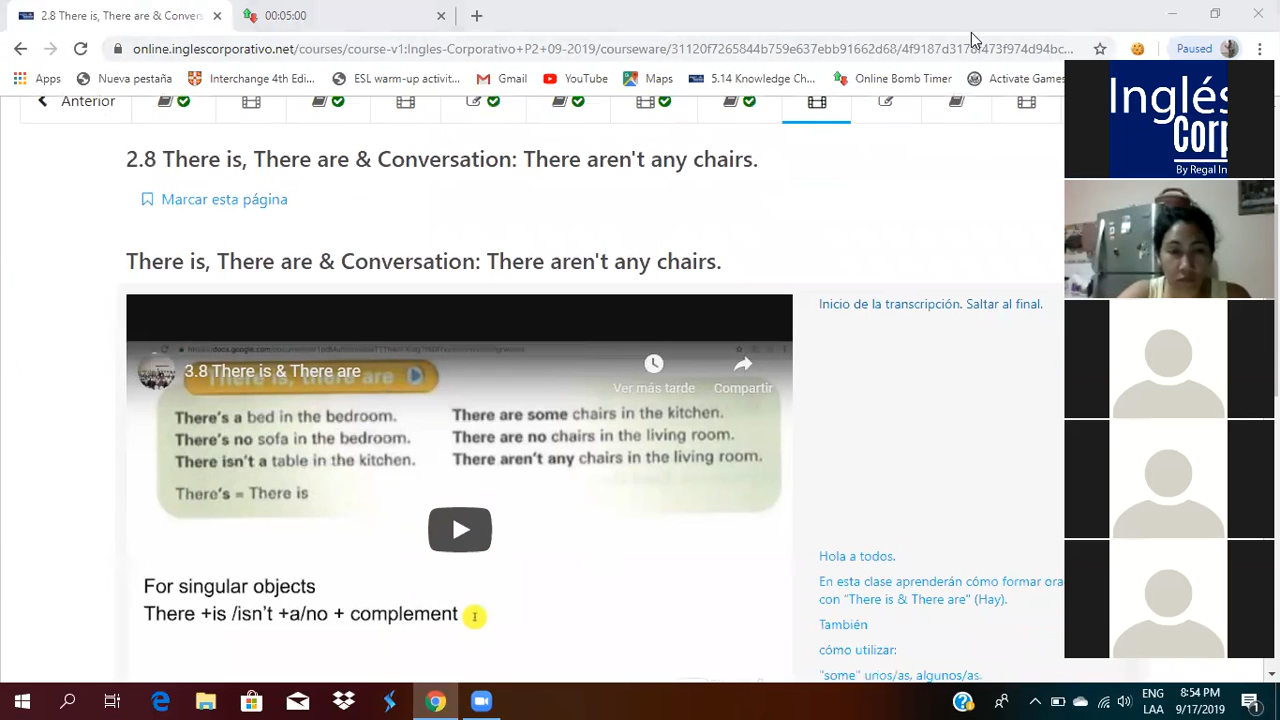 2.8 There is, There are & Conver
00:05:00
online.inglescorporativo.net/courses/course-v1:Ingles-Corporativo+P2+09-2019/courseware/31120f7265844b759e637ebb91662d68/4f9187d3178f473f974d94bc...
Paused
Apps
Nueva pestaña
Interchange 4th Edi...
ESL warm-up activit...
Gmail
YouTube
Maps
5.14 Knowledge Ch...
Online Bomb Timer
Activate Games
Anterior
Inglés
Corp
By Regal In
2.8 There is, There are & Conversation: There aren't any chairs.
Marcar esta página
There is, There are & Conversation: There aren't any chairs.
Inicio de la transcripción. Saltar al final.
3.8 There is & There are
Ver más tarde
Compartir
There is, there are
There's a bed in the bedroom.
There's no sofa in the bedroom.
There isn't a table in the kitchen.
There's = There is
There are some chairs in the kitchen.
There are no chairs in the living room.
There aren't any chairs in the living room.
For singular objects
There +is /isn't +a/no + complement
Hola a todos.
En esta clase aprenderán cómo formar ora
con "There is & There are" (Hay).
También
cómo utilizar:
"some" unos/as, algunos/as.
ENG
LAA
8:54 PM
9/17/2019
1